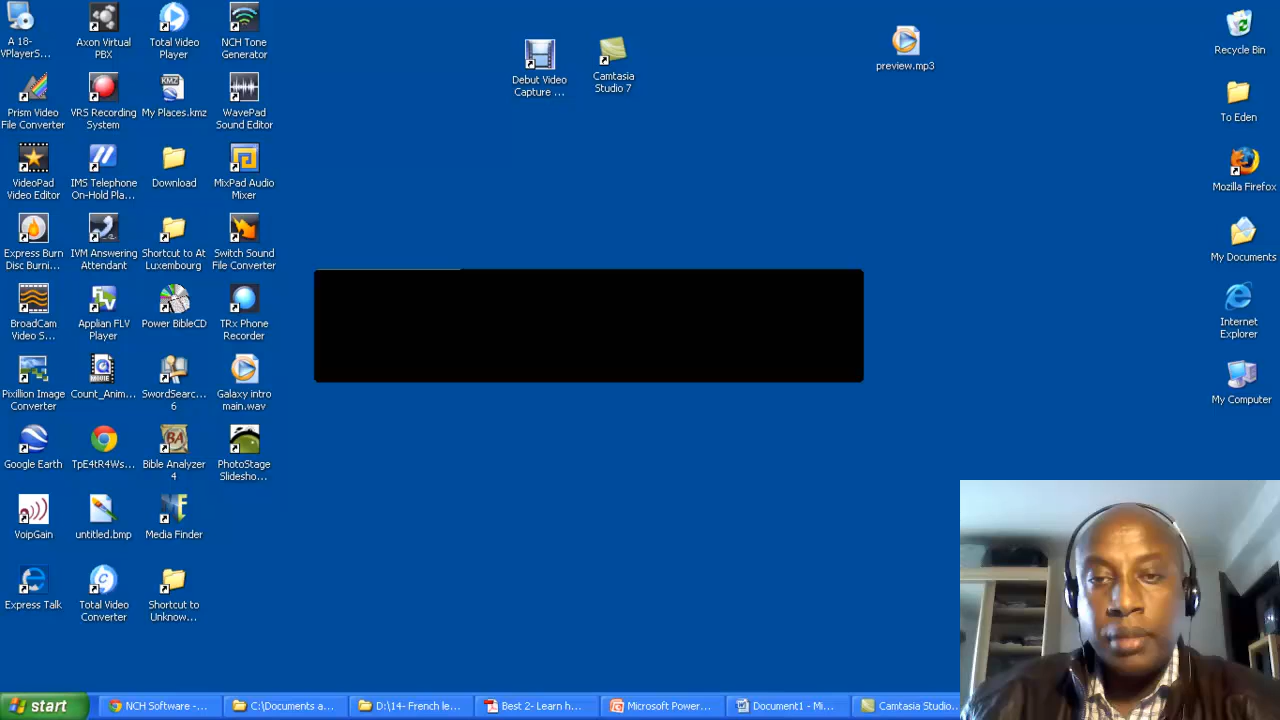 A 18-
VPlayerS...
Axon Virtual
PBX
Total Video
Player
NCH Tone
Generator
Prism Video
File Converter
VRS Recording
System
My Places.kmz
WavePad
Sound Editor
VideoPad
Video Editor
IMS Telephone
On-Hold Pla...
Download
MixPad Audio
Mixer
Express Burn
Disc Burni...
IVM Answering
Attendant
Shortcut to At
Luxembourg
Switch Sound
File Converter
BroadCam
Video S...
Applian FLV
Player
Power BibleCD
TRx Phone
Recorder
Pixillion Image
Converter
Count_Anim...
SwordSearc...
6
Galaxy intro
main.wav
Google Earth
TpE4tR4Ws...
Bible Analyzer
4
PhotoStage
Slidesho...
VoipGain
untitled.bmp
Media Finder
Express Talk
Total Video
Converter
Shortcut to
Unknow...
Debut Video
Capture ...
Camtasia
Studio 7
preview.mp3
Recycle Bin
To Eden
Mozilla Firefox
My Documents
Internet
Explorer
My Computer
start
NCH Software -...
C:\Documents a...
D:\14- French le...
Best 2- Learn h...
Microsoft Power...
Document1 - Mi...
Camtasia Studio...